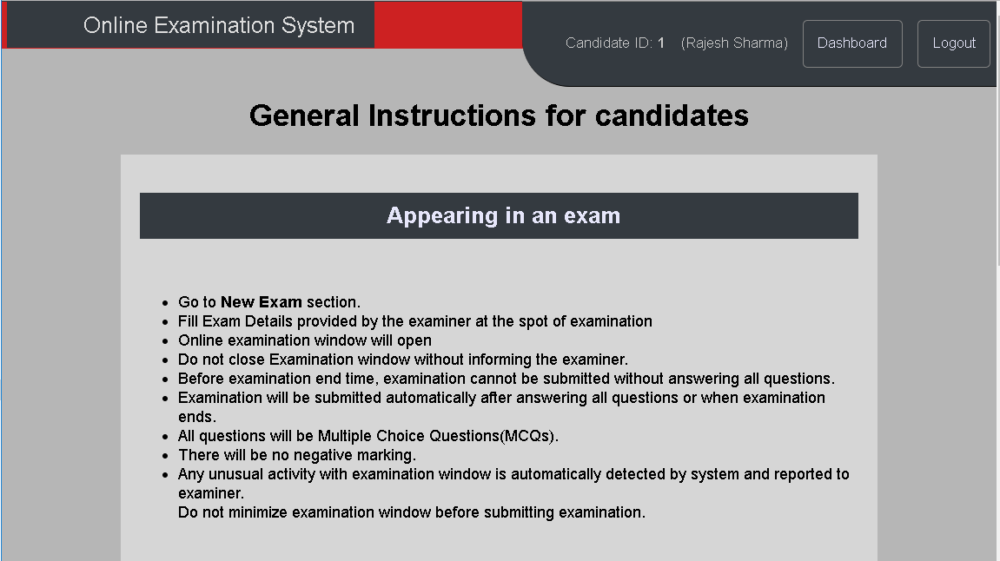 Online Examination System
Candidate ID: 1 (Rajesh Sharma)
Dashboard
Logout
General Instructions for candidates
Appearing in an exam
Go to New Exam section.
Fill Exam Details provided by the examiner at the spot of examination
Online examination window will open
Do not close Examination window without informing the examiner.
Before examination end time, examination cannot be submitted without answering all questions.
Examination will be submitted automatically after answering all questions or when examination
ends.
All questions will be Multiple Choice Questions(MCQs).
There will be no negative marking.
Any unusual activity with examination window is automatically detected by system and reported to
examiner.
Do not minimize examination window before submitting examination.